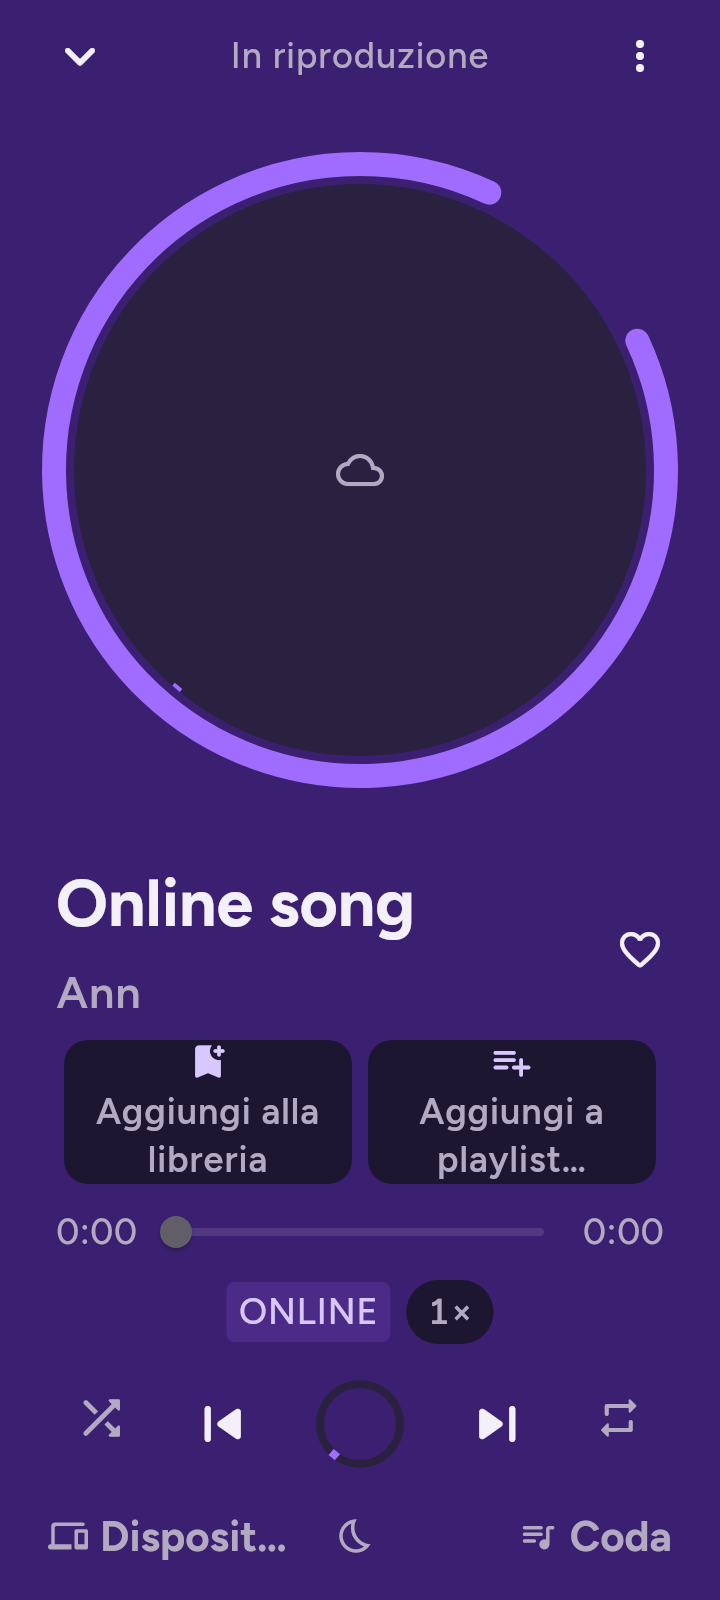 In riproduzione
Online song
Ann
Aggiungi alla
libreria
Aggiungi a
playlist...
0:00
0:00
ONLINE
1×
Disposit...
Coda